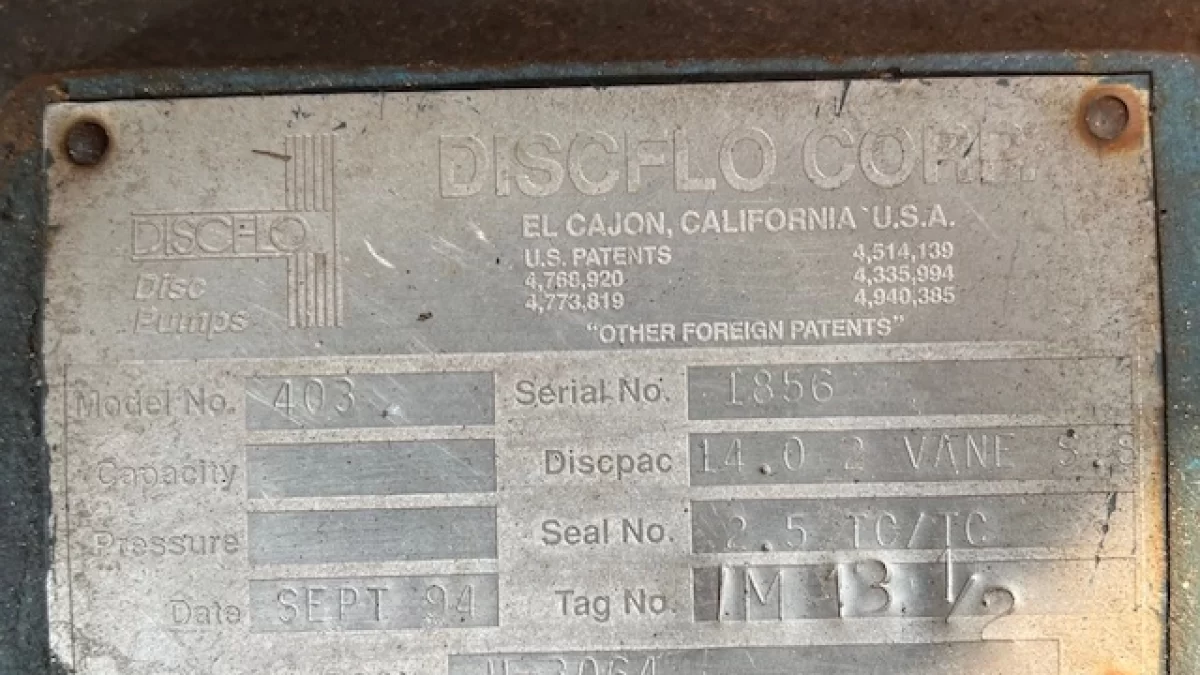 DISCFLO CORP.
DISCFLO
Disc
Pumps
EL CAJON, CALIFORNIA U.S.A.
U.S. PATENTS 4,514,139
4,768,920 4,335,994
4,773,819 4,940,385
"OTHER FOREIGN PATENTS"
Model No. 403 Serial No. 1856
Capacity Discpac 14.0 2 VANE S.S
Pressure Seal No. 2.5 TC/TC
Date SEPT 94 Tag No. 1M 13 1/2